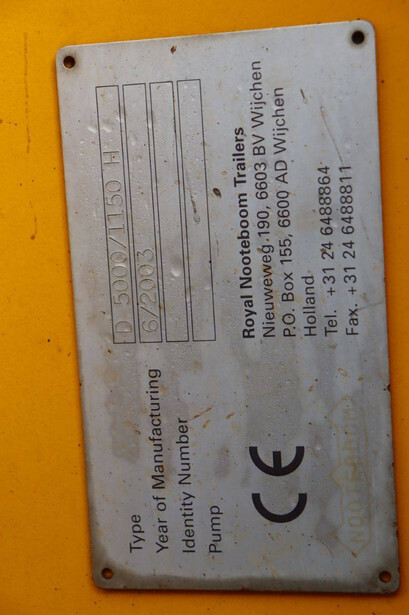 Type D 5000/1150 H
Year of Manufacturing 6/2003
Identity Number
Pump
CE
Royal Nooteboom Trailers
Nieuweweg 190, 6603 BV Wijchen
P.O. Box 155, 6600 AD Wijchen
Holland
Tel. +31 24 6488864
Fax. +31 24 6488811
NOOTEBOOM